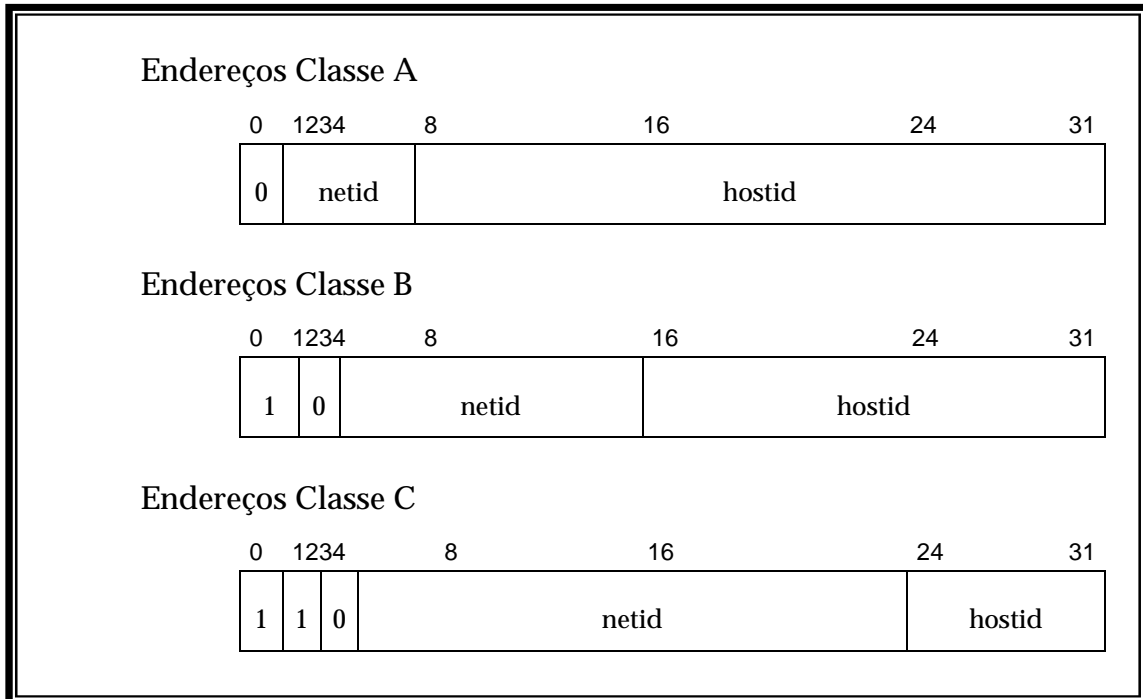 Endereços Classe A
0 1234 8 16 24 31
0 netid hostid
Endereços Classe B
0 1234 8 16 24 31
1 0 netid hostid
Endereços Classe C
0 1234 8 16 24 31
1 1 0 netid hostid